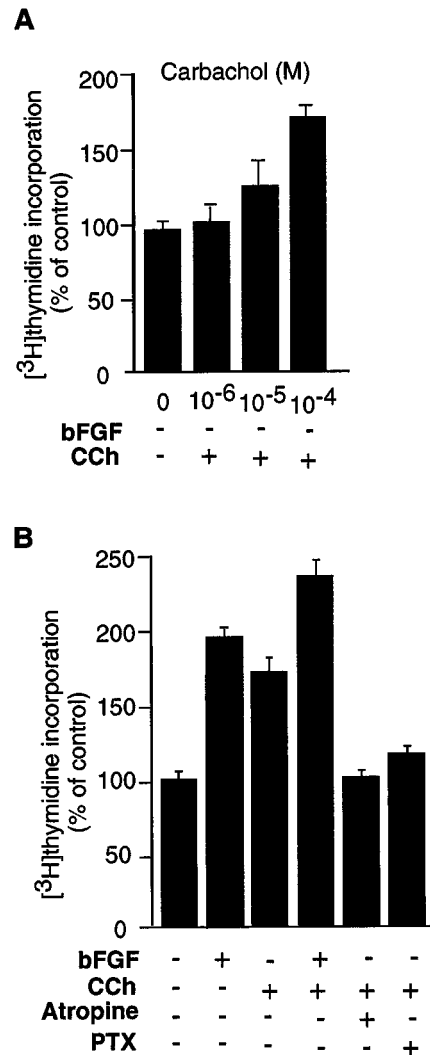 A
Carbachol (M)
[³H]thymidine incorporation
(% of control)
200
150
100
50
0
0 10⁻⁶ 10⁻⁵ 10⁻⁴
bFGF - - - -
CCh - + + +
B
[³H]thymidine incorporation
(% of control)
250
200
150
100
50
0
bFGF - + - + - -
CCh - - + + + +
Atropine - - - - + -
PTX - - - - - +